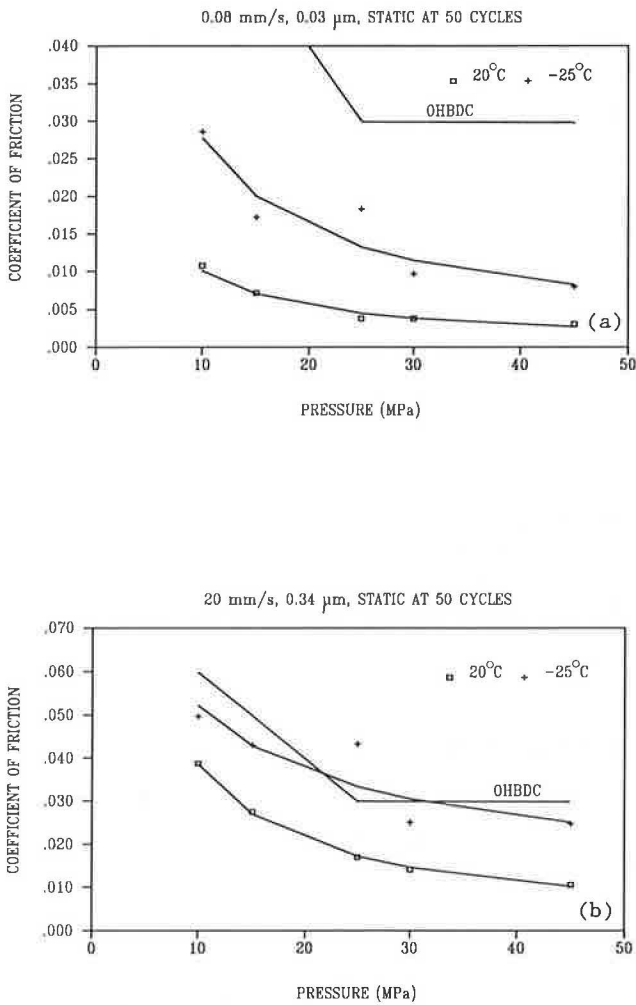 0.08 mm/s, 0.03 μm, STATIC AT 50 CYCLES
COEFFICIENT OF FRICTION
.040
.035
.030
.025
.020
.015
.010
.005
.000
20°C
-25°C
OHBDC
(a)
0
10
20
30
40
50
PRESSURE (MPa)
20 mm/s, 0.34 μm, STATIC AT 50 CYCLES
COEFFICIENT OF FRICTION
.070
.060
.050
.040
.030
.020
.010
.000
20°C
-25°C
OHBDC
(b)
0
10
20
30
40
50
PRESSURE (MPa)